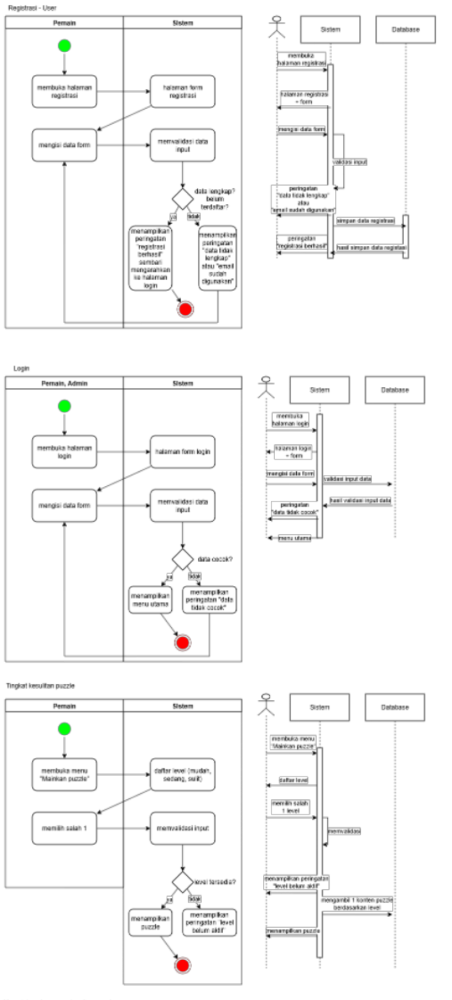 Registrasi - User
Pemain
Sistem
membuka halaman
registrasi
halaman form
registrasi
mengisi data form
memvalidasi data
input
data lengkap?
belum
terdaftar?
ya
tidak
menampilkan
peringatan
"registrasi
berhasil"
sembari
mengarahkan
ke halaman
login
menampilkan
peringatan
"data tidak
lengkap"
atau "email
sudah
digunakan"
Sistem
Database
membuka
halaman registrasi
halaman registrasi
+ form
mengisi data form
validasi input
peringatan
"data tidak lengkap"
atau
"email sudah digunakan"
simpan data registrasi
peringatan
"registrasi berhasil"
hasil simpan data registasi
Login
Pemain, Admin
Sistem
membuka halaman
login
halaman form login
mengisi data form
memvalidasi data
input
data cocok?
ya
tidak
menampilkan
menu utama
menampilkan
peringatan "data
tidak cocok"
Sistem
Database
membuka
halaman login
halaman login
+ form
mengisi data form
validasi input data
hasil validasi input data
peringatan
"data tidak cocok"
menu utama
Tingkat kesulitan puzzle
Pemain
Sistem
membuka menu
"Mainkan puzzle"
daftar level (mudah,
sedang, sulit)
memilih salah 1
memvalidasi input
level tersedia?
ya
tidak
menampilkan
puzzle
menampilkan
peringatan "level
belum aktif"
Sistem
Database
membuka menu
"Mainkan puzzle"
daftar level
memilih salah
1 level
memvalidasi
menampilkan peringatan
"level belum aktif"
mengambil 1 konten puzzle
berdasarkan level
menampilkan puzzle